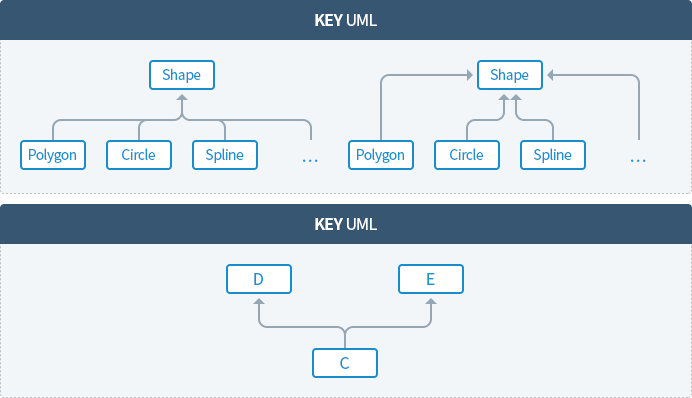 KEY UML
Shape
Shape
Polygon
Circle
Spline
...
Polygon
Circle
Spline
...
KEY UML
D
E
C